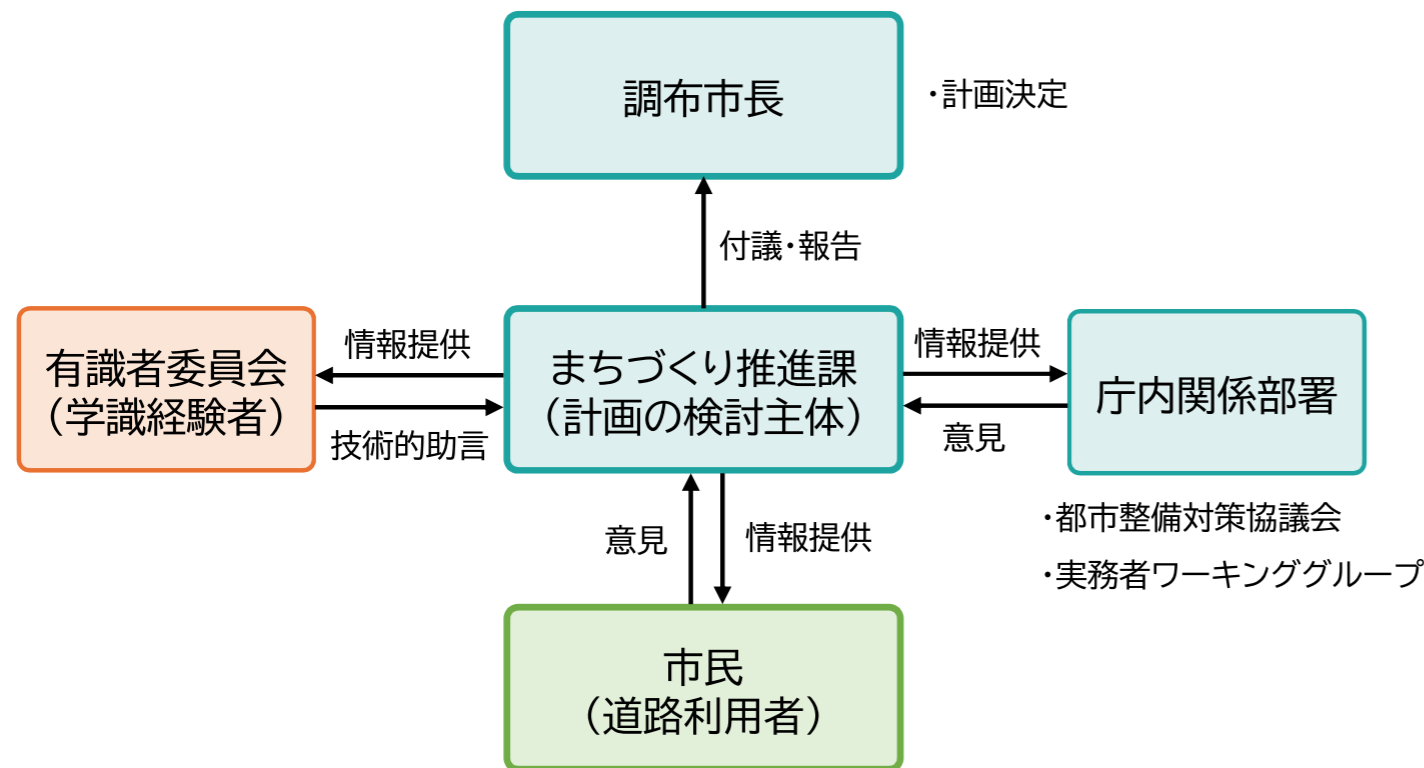 調布市長
・計画決定
付議・報告
有識者委員会
（学識経験者）
情報提供
技術的助言
まちづくり推進課
（計画の検討主体）
情報提供
意見
庁内関係部署
・都市整備対策協議会
・実務者ワーキンググループ
意見
情報提供
市民
（道路利用者）